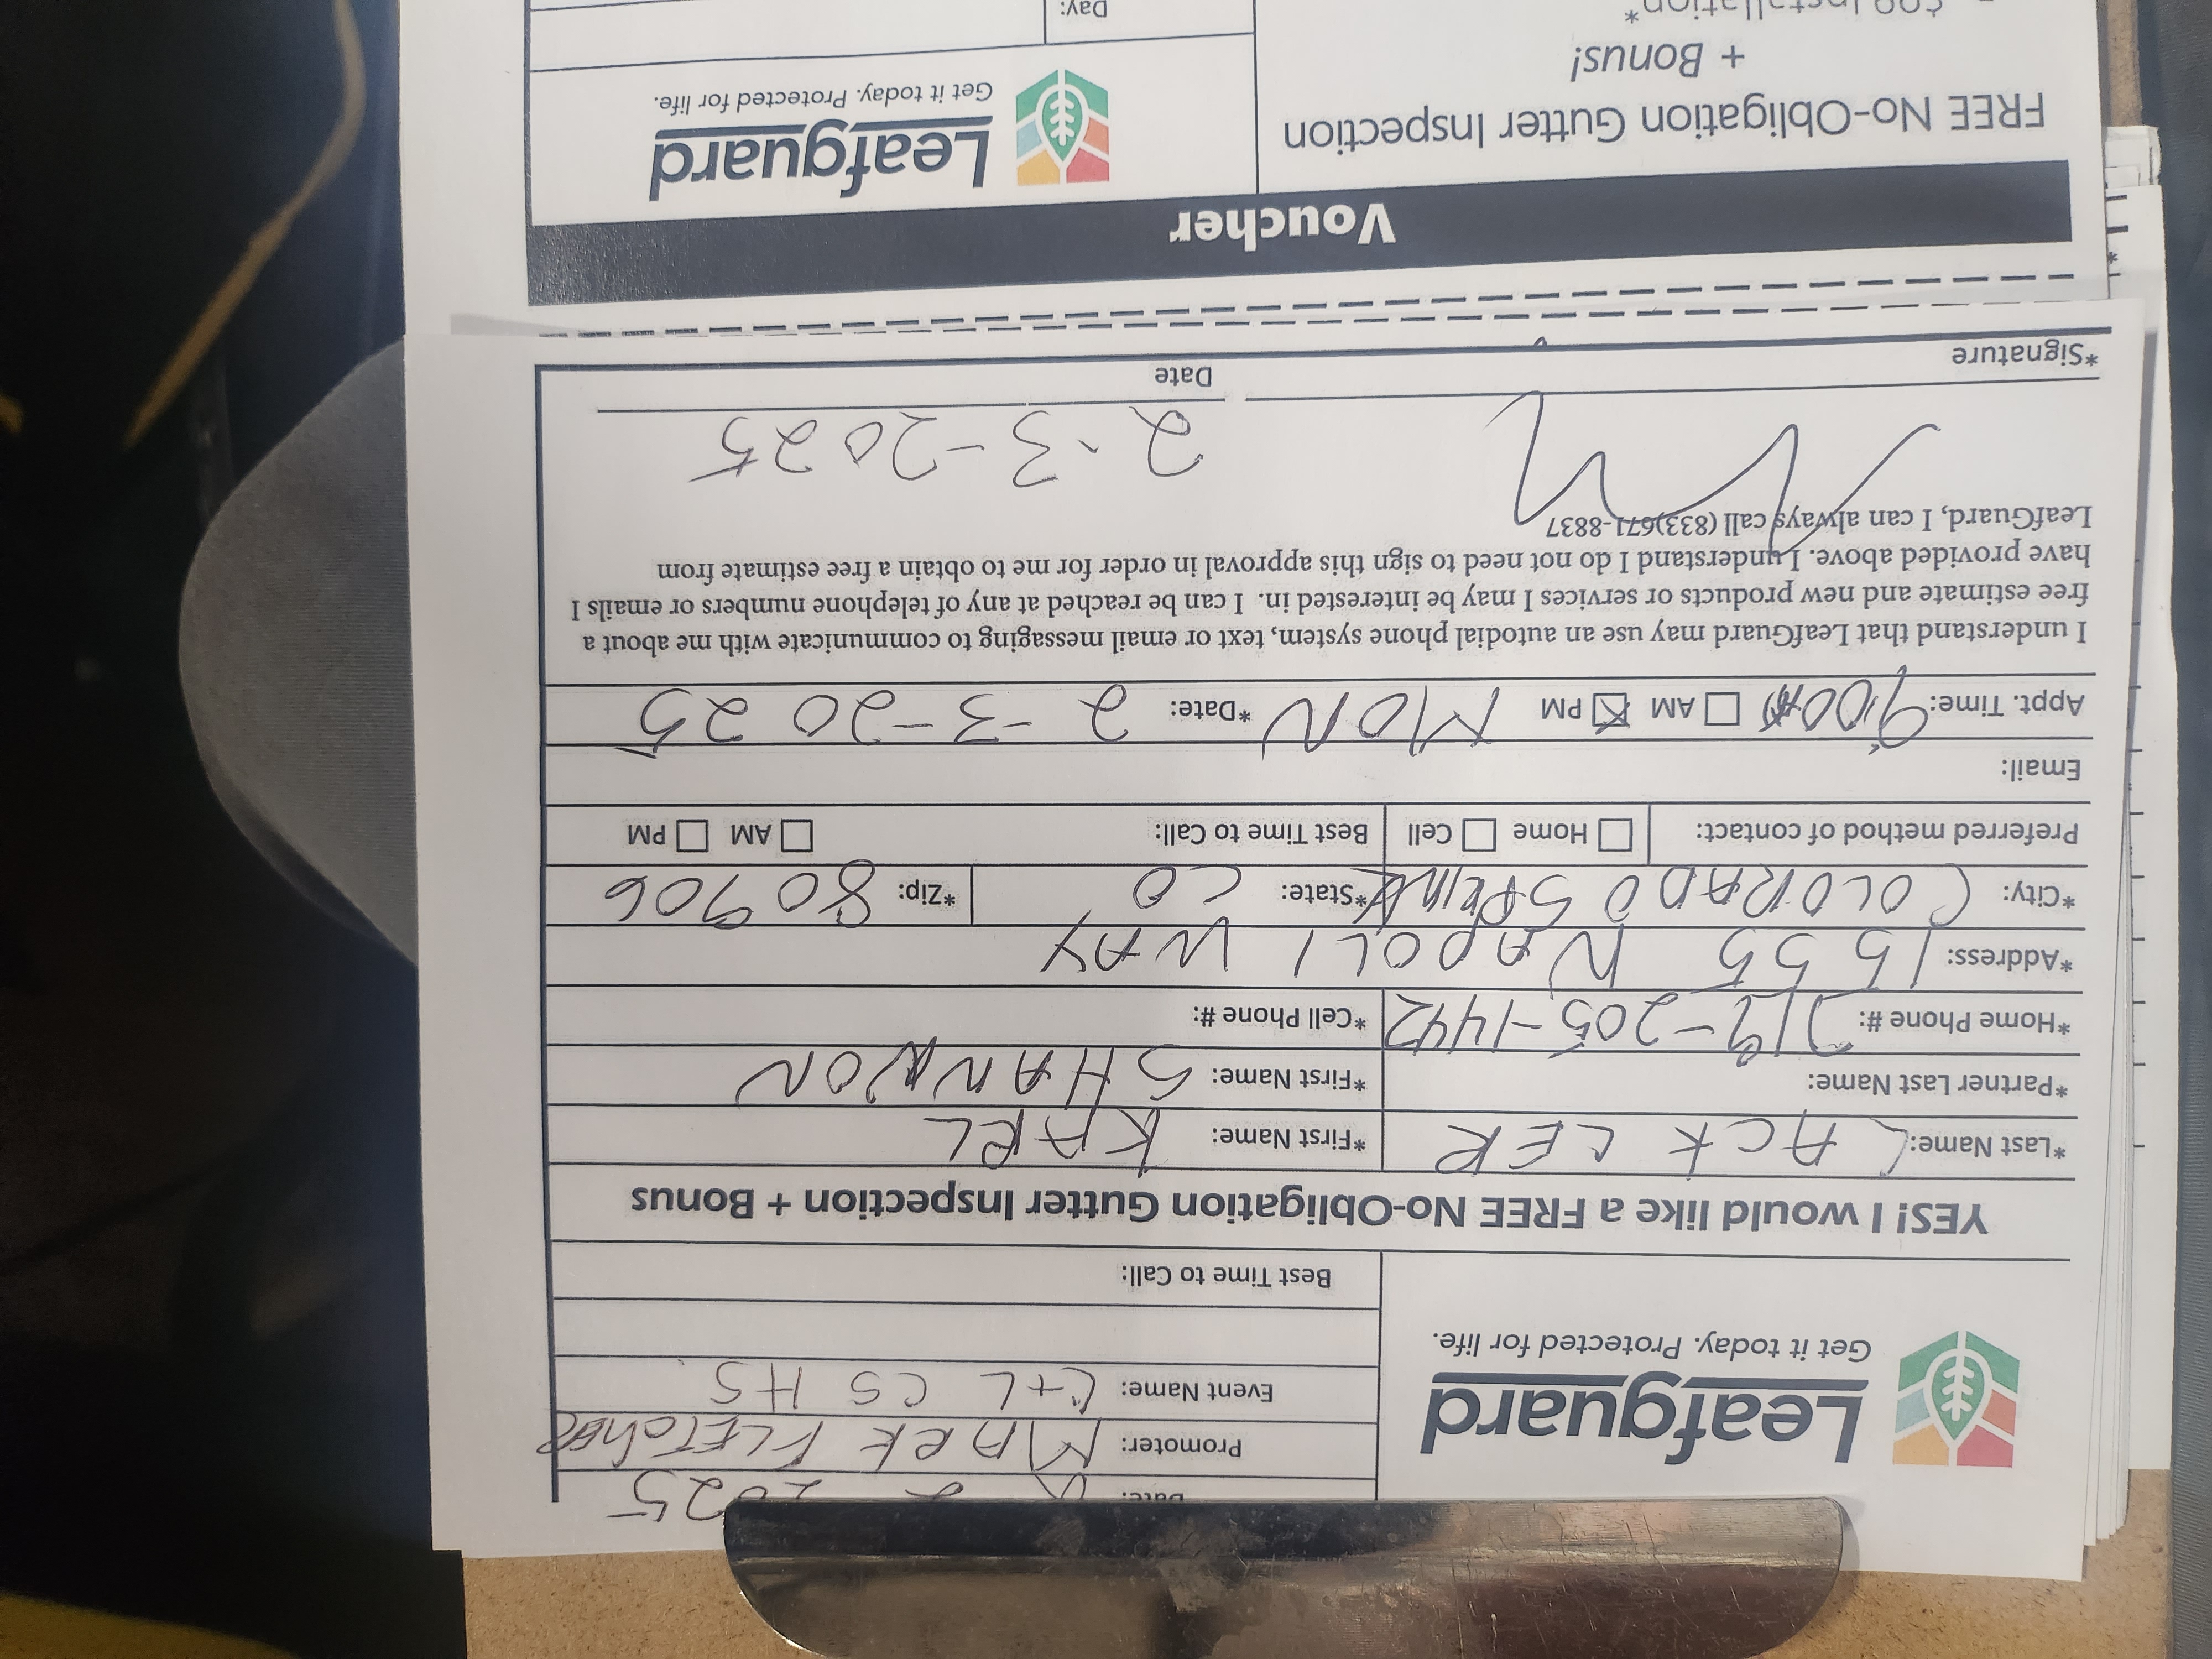 Leafguard
Get it today. Protected for life.
Date: 2025
Promoter: MARK FLETCHER
Event Name: C+L CS HS
Best Time to Call:
YES! I would like a FREE No-Obligation Gutter Inspection + Bonus
*Last Name: LACKLER *First Name: KARL
*Partner Last Name: *First Name: SHANNON
*Home Phone #: 719-205-1442 *Cell Phone #:
*Address: 1555 NAPOLI WAY
*City: COLORADO SPRINGS *State: CO *Zip: 80906
Preferred method of contact: Home Cell Best Time to Call: AM PM
Email:
Appt. Time: 9:00 AM PM MON *Date: 2-3-2025
I understand that LeafGuard may use an autodial phone system, text or email messaging to communicate with me about a
free estimate and new products or services I may be interested in. I can be reached at any of telephone numbers or emails I
have provided above. I understand I do not need to sign this approval in order for me to obtain a free estimate from
LeafGuard, I can always call (833)671-8837
2-3-2025
*Signature Date
Voucher
FREE No-Obligation Gutter Inspection
+ Bonus!
Leafguard
Get it today. Protected for life.
Day: